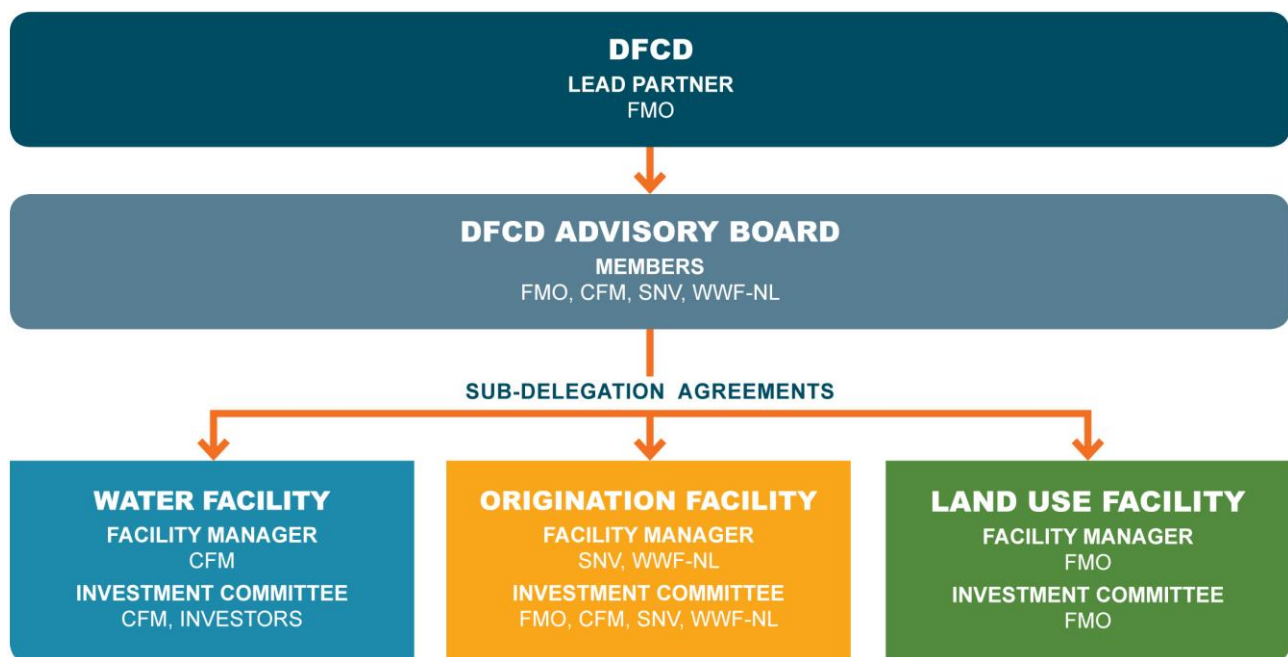 DFCD
LEAD PARTNER
FMO
DFCD ADVISORY BOARD
MEMBERS
FMO, CFM, SNV, WWF-NL
SUB-DELEGATION AGREEMENTS
WATER FACILITY
FACILITY MANAGER
CFM
INVESTMENT COMMITTEE
CFM, INVESTORS
ORIGINATION FACILITY
FACILITY MANAGER
SNV, WWF-NL
INVESTMENT COMMITTEE
FMO, CFM, SNV, WWF-NL
LAND USE FACILITY
FACILITY MANAGER
FMO
INVESTMENT COMMITTEE
FMO